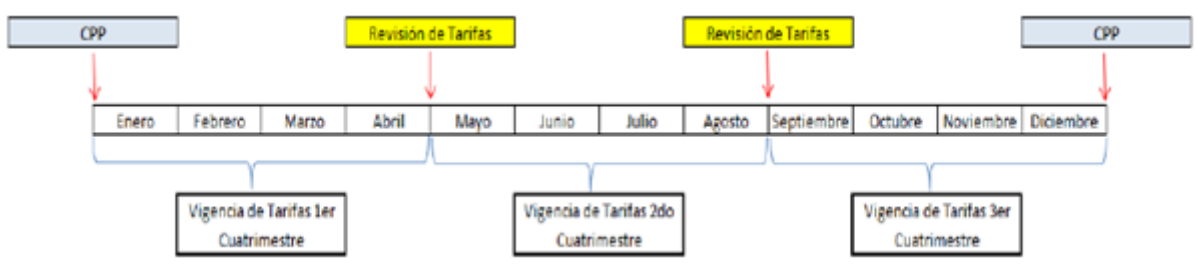 CPP
Revisión de Tarifas
Revisión de Tarifas
CPP
Enero Febrero Marzo Abril Mayo Junio Julio Agosto Septiembre Octubre Noviembre Diciembre
Vigencia de Tarifas 1er
Cuatrimestre
Vigencia de Tarifas 2do
Cuatrimestre
Vigencia de Tarifas 3er
Cuatrimestre